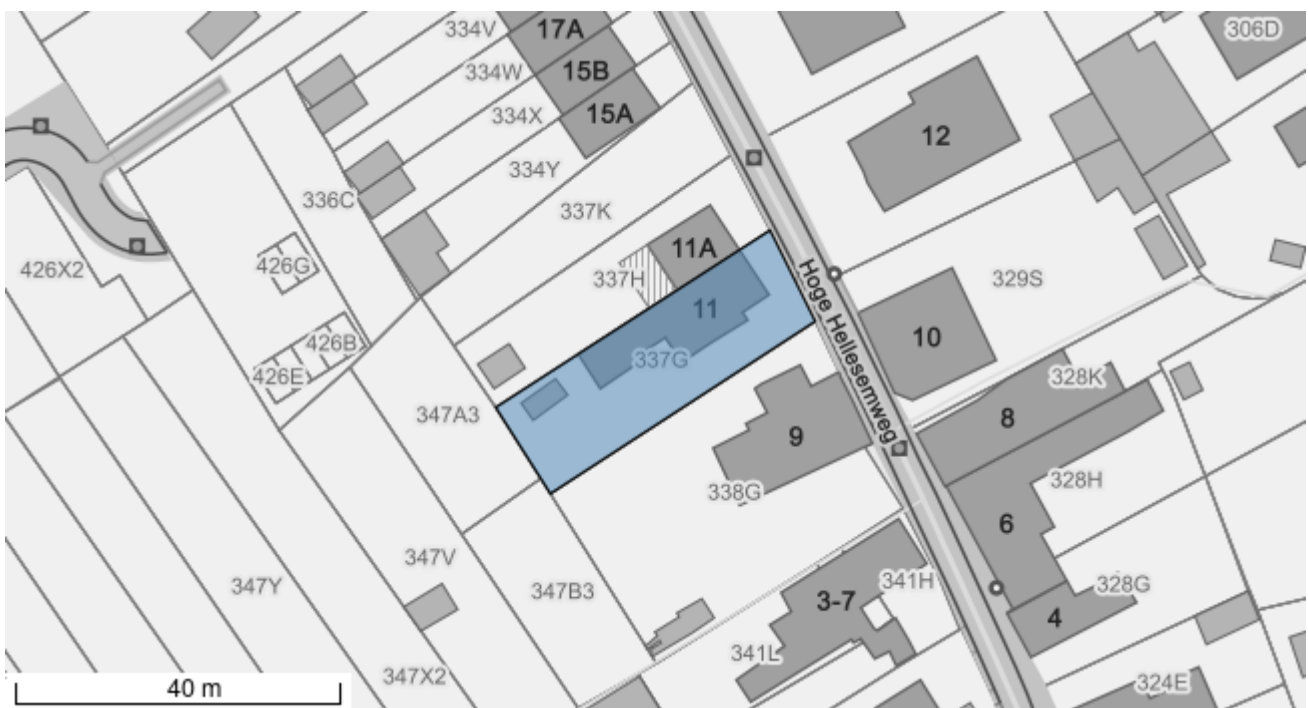 334V
17A
306D
334W
15B
334X
15A
12
334Y
336C
337K
426X2
426G
337H
11A
329S
Hoge Hellesemweg
11
10
426B
426E
337G
328K
347A3
9
8
338G
328H
6
347V
347Y
347B3
3-7
341H
328G
4
341L
347X2
324E
40 m